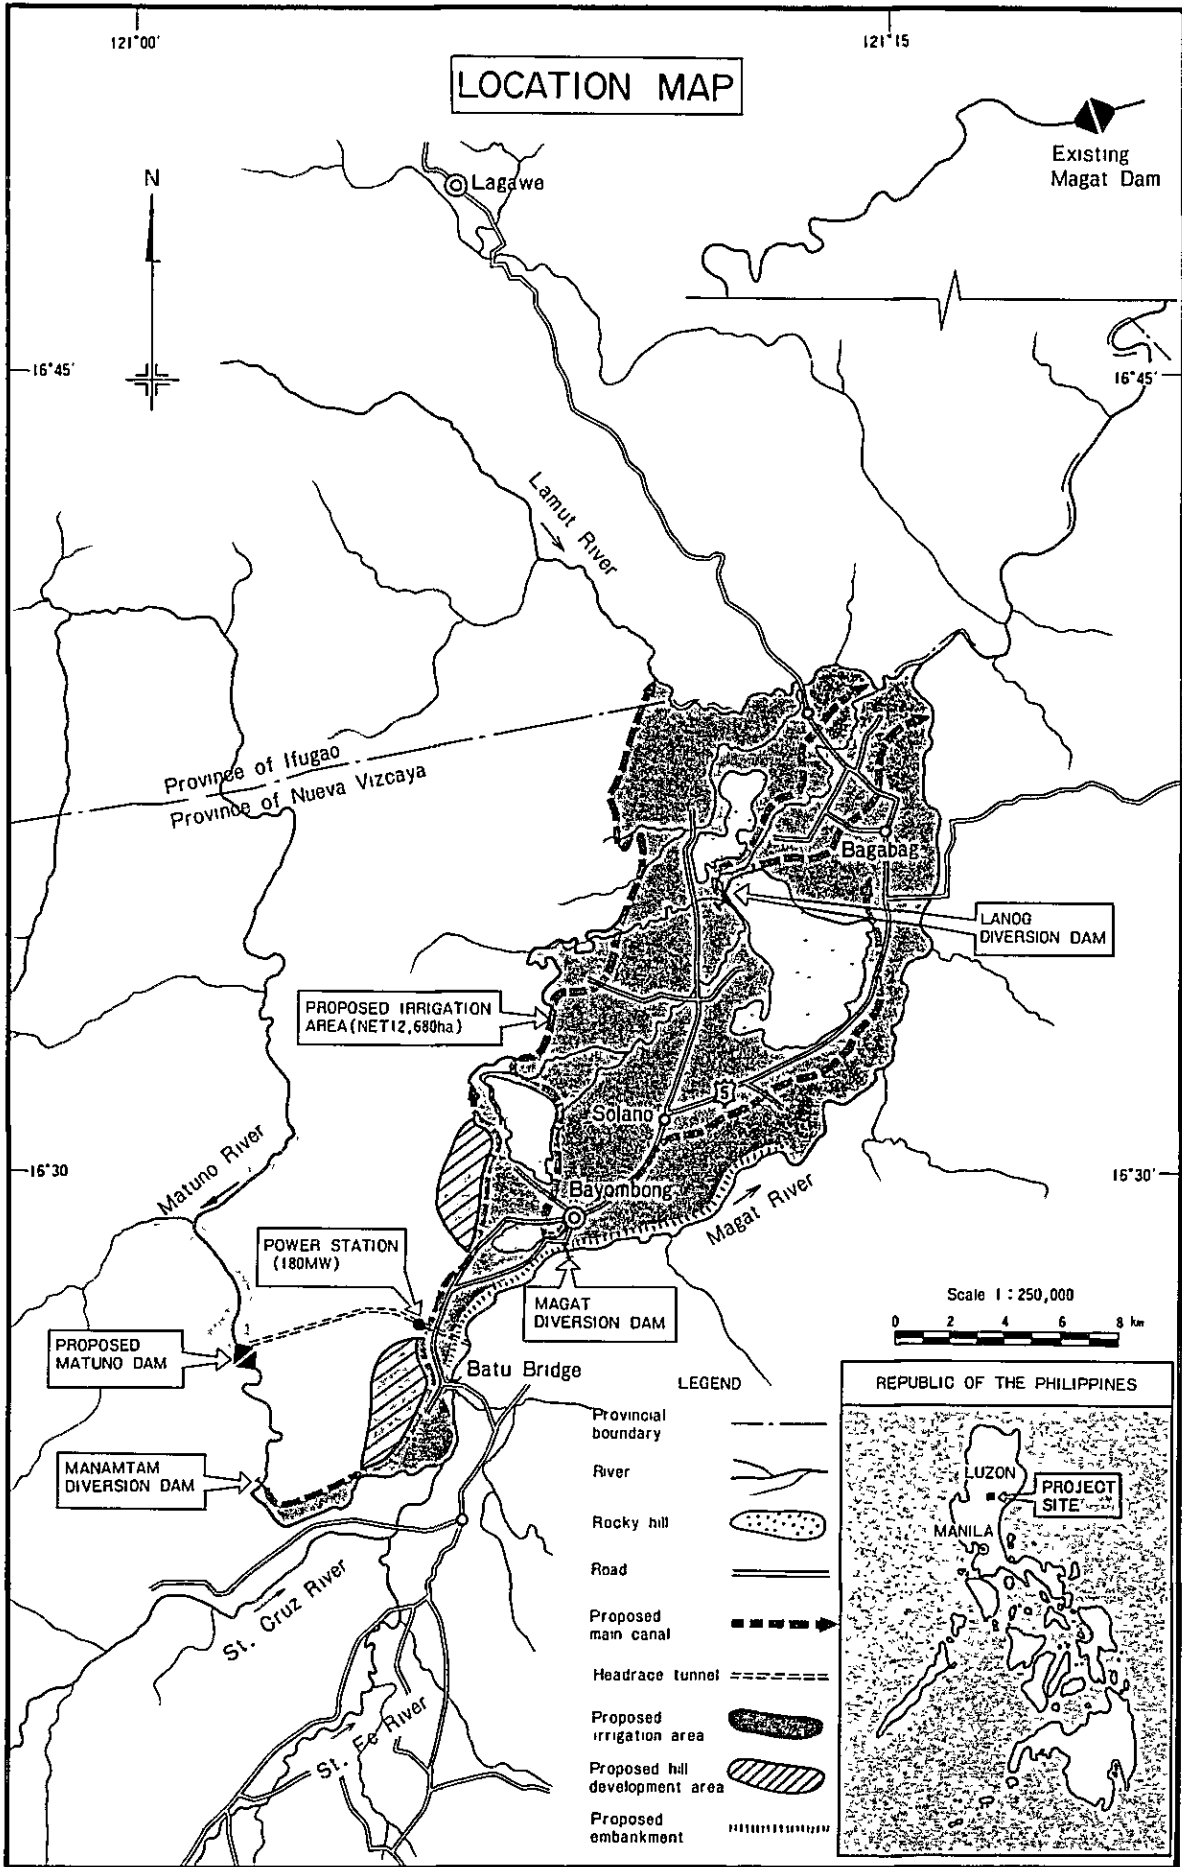 121°00'
121°15
LOCATION MAP
Existing
Magat Dam
N
Lagawe
16°45'
16°45'
Lamut River
Province of Ifugao
Province of Nueva Vizcaya
Bagabag
LANOG
DIVERSION DAM
PROPOSED IRRIGATION
AREA(NET12,680ha)
5
Solano
Matuno River
16°30
16°30'
Bayombong
Magat River
POWER STATION
(180MW)
MAGAT
DIVERSION DAM
Scale 1:250,000
0 2 4 6 8 km
PROPOSED
MATUNO DAM
Batu Bridge
LEGEND
REPUBLIC OF THE PHILIPPINES
Provincial
boundary
MANAMTAM
DIVERSION DAM
River
LUZON
PROJECT
SITE
Rocky hill
MANILA
Road
St. Cruz River
Proposed
main canal
Headrace tunnel
St. Fe River
Proposed
irrigation area
Proposed hill
development area
Proposed
embankment